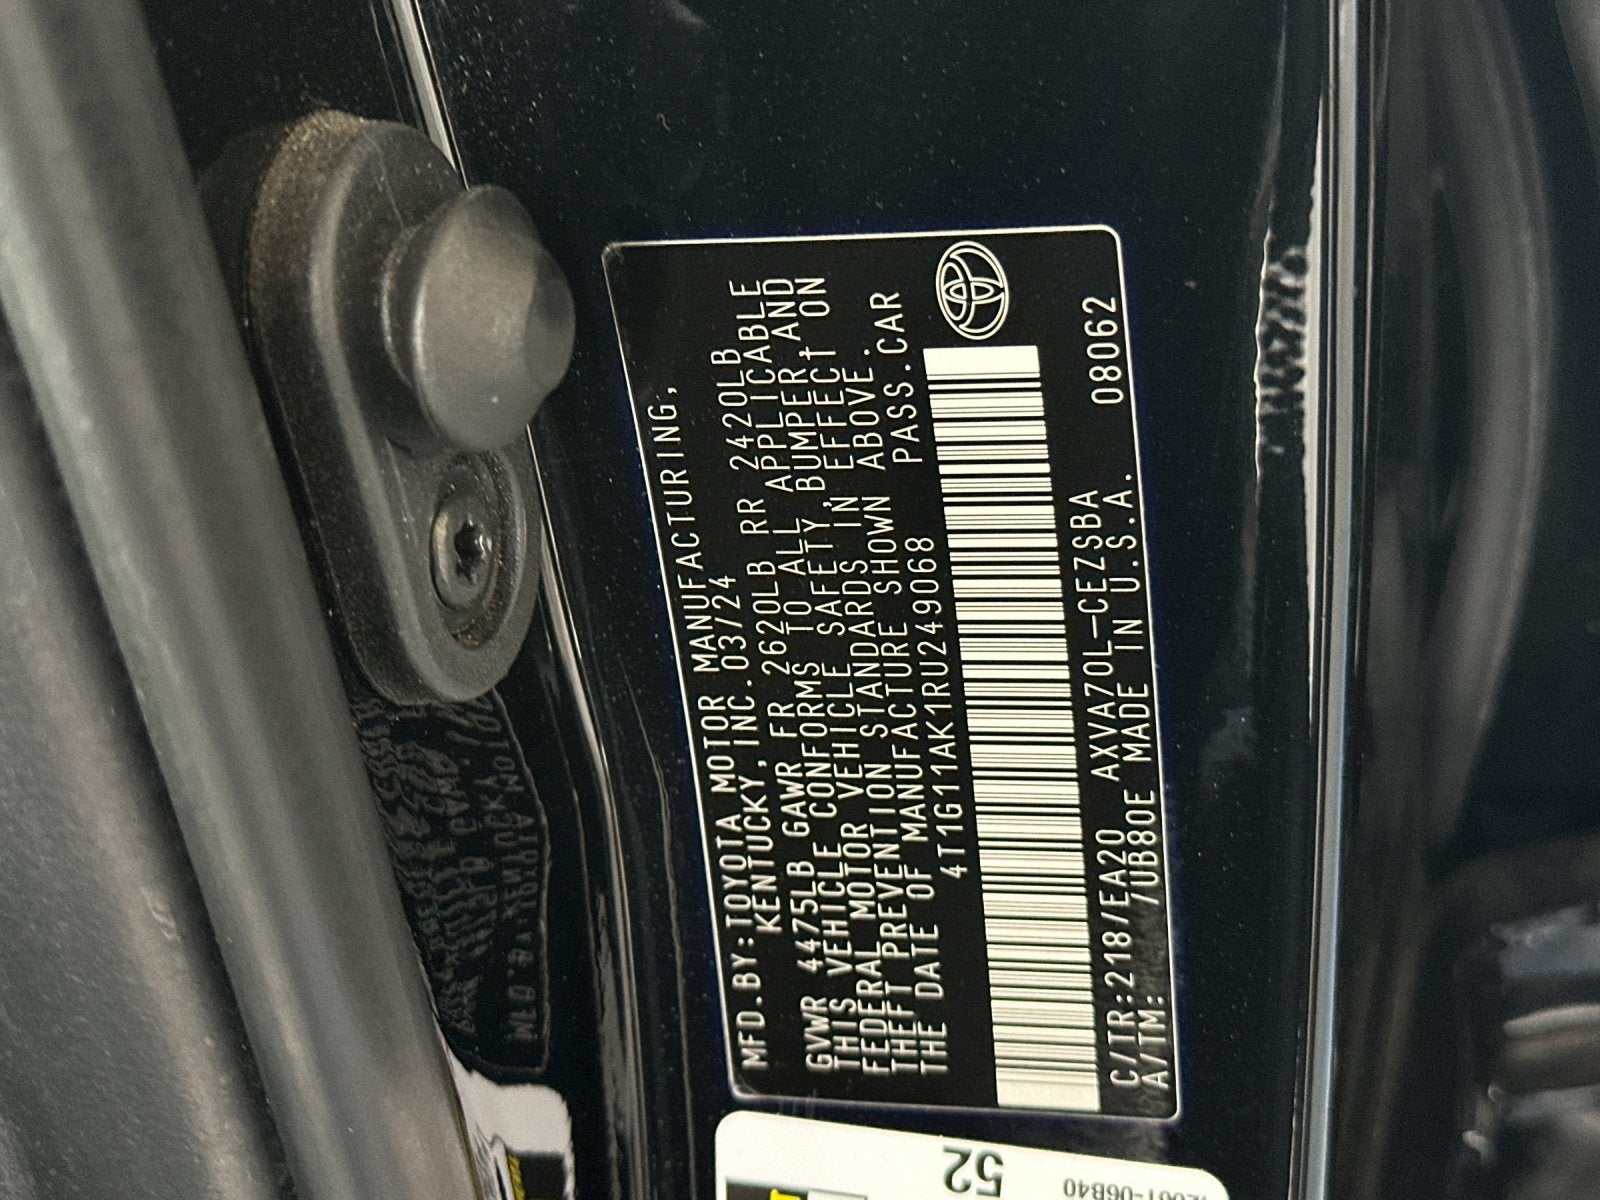 MFD.BY:TOYOTA MOTOR MANUFACTURING,
KENTUCKY,INC.03/24
GVWR 4475LB GAWR FR 2620LB RR 2420LB
THIS VEHICLE CONFORMS TO ALL APPLICABLE
FEDERAL MOTOR VEHICLE SAFETY,BUMPER,AND
THEFT PREVENTION STANDARDS IN EFFECT ON
THE DATE OF MANUFACTURE SHOWN ABOVE.
4T1G11AK1RU249068 PASS.CAR
C/TR:218/EA20 AXVA70L-CEZSBA 08062
A/TM: /UB80E MADE IN U.S.A.
52
06B40